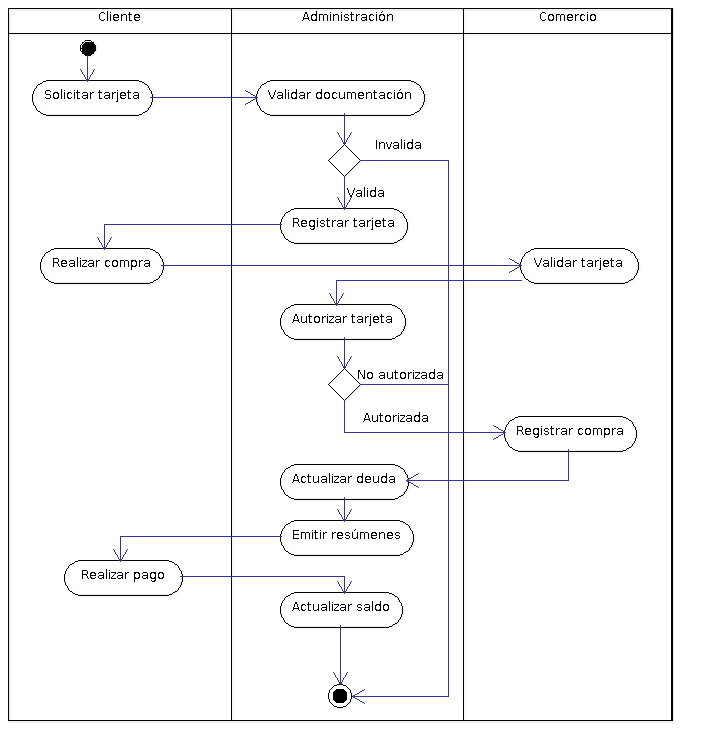 Cliente
Administración
Comercio
Solicitar tarjeta
Validar documentación
Invalida
Valida
Registrar tarjeta
Realizar compra
Validar tarjeta
Autorizar tarjeta
No autorizada
Autorizada
Registrar compra
Actualizar deuda
Emitir resúmenes
Realizar pago
Actualizar saldo